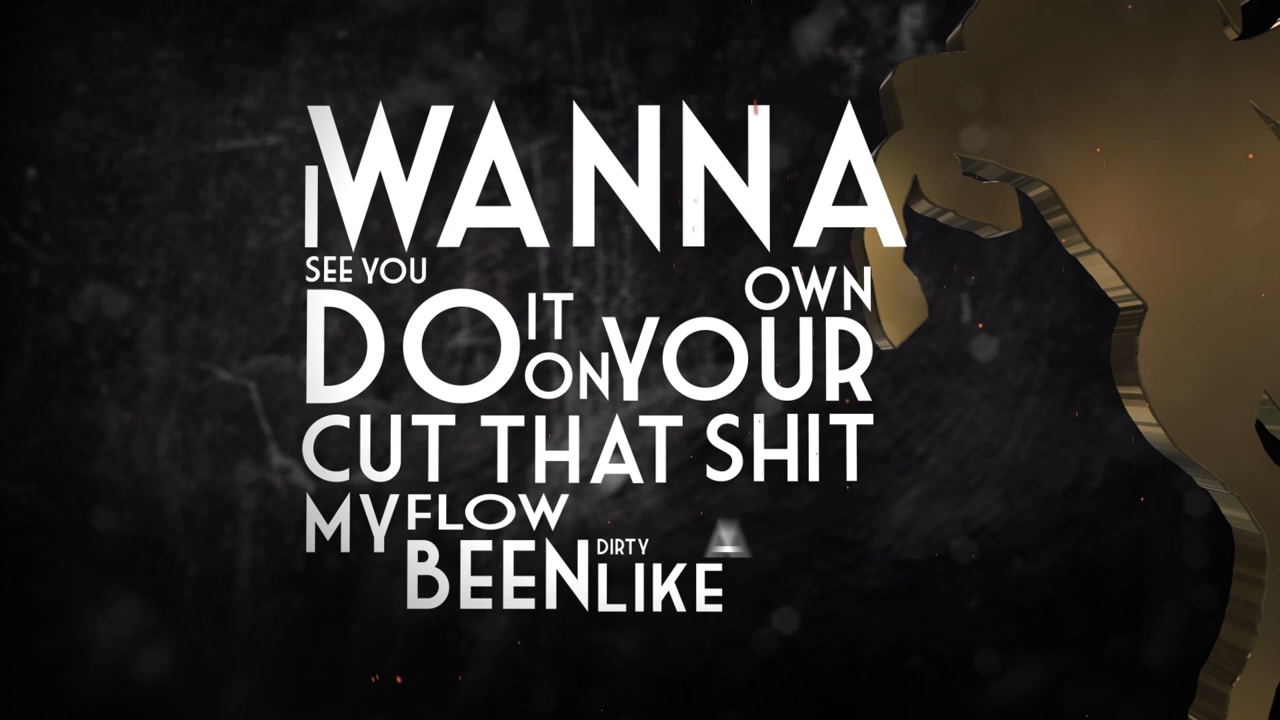 I WANNA
SEE YOU
DO IT ON YOUR OWN
CUT THAT SHIT
MY FLOW
BEEN DIRTY LIKE A